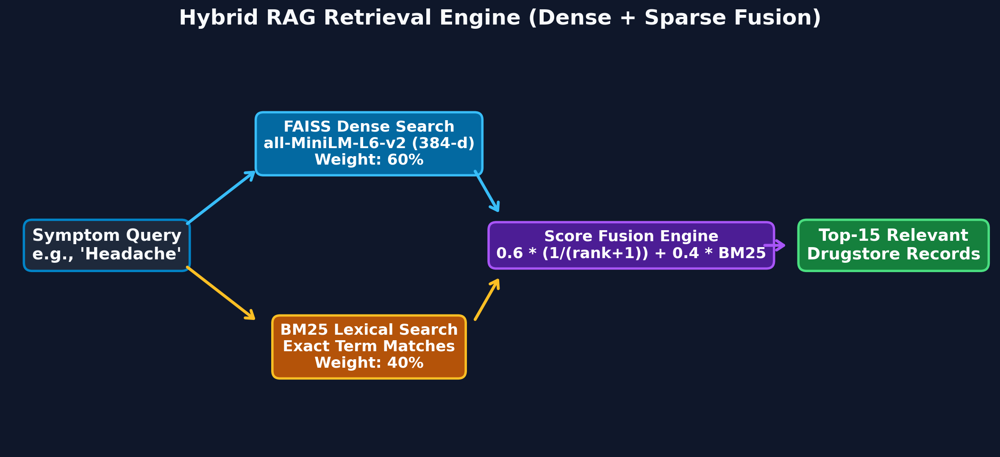 Hybrid RAG Retrieval Engine (Dense + Sparse Fusion)
FAISS Dense Search
all-MiniLM-L6-v2 (384-d)
Weight: 60%
Symptom Query
e.g., 'Headache'
Score Fusion Engine
0.6 * (1/(rank+1)) + 0.4 * BM25
Top-15 Relevant
Drugstore Records
BM25 Lexical Search
Exact Term Matches
Weight: 40%